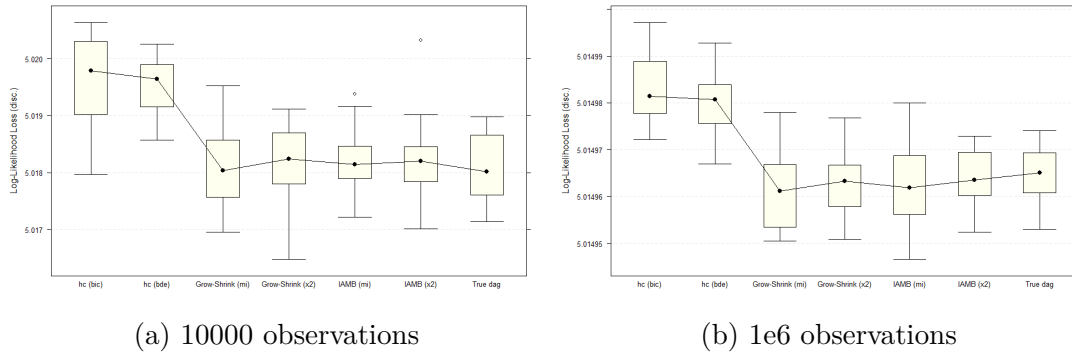 Log-Likelihood Loss (disc.)
5.020
5.019
5.018
5.017
hc (bic) hc (bde) Grow-Shrink (mi) Grow-Shrink (x2) IAMB (mi) IAMB (x2) True dag
(a) 10000 observations
Log-Likelihood Loss (disc.)
5.01499
5.01498
5.01497
5.01496
5.01495
hc (bic) hc (bde) Grow-Shrink (mi) Grow-Shrink (x2) IAMB (mi) IAMB (x2) True dag
(b) 1e6 observations